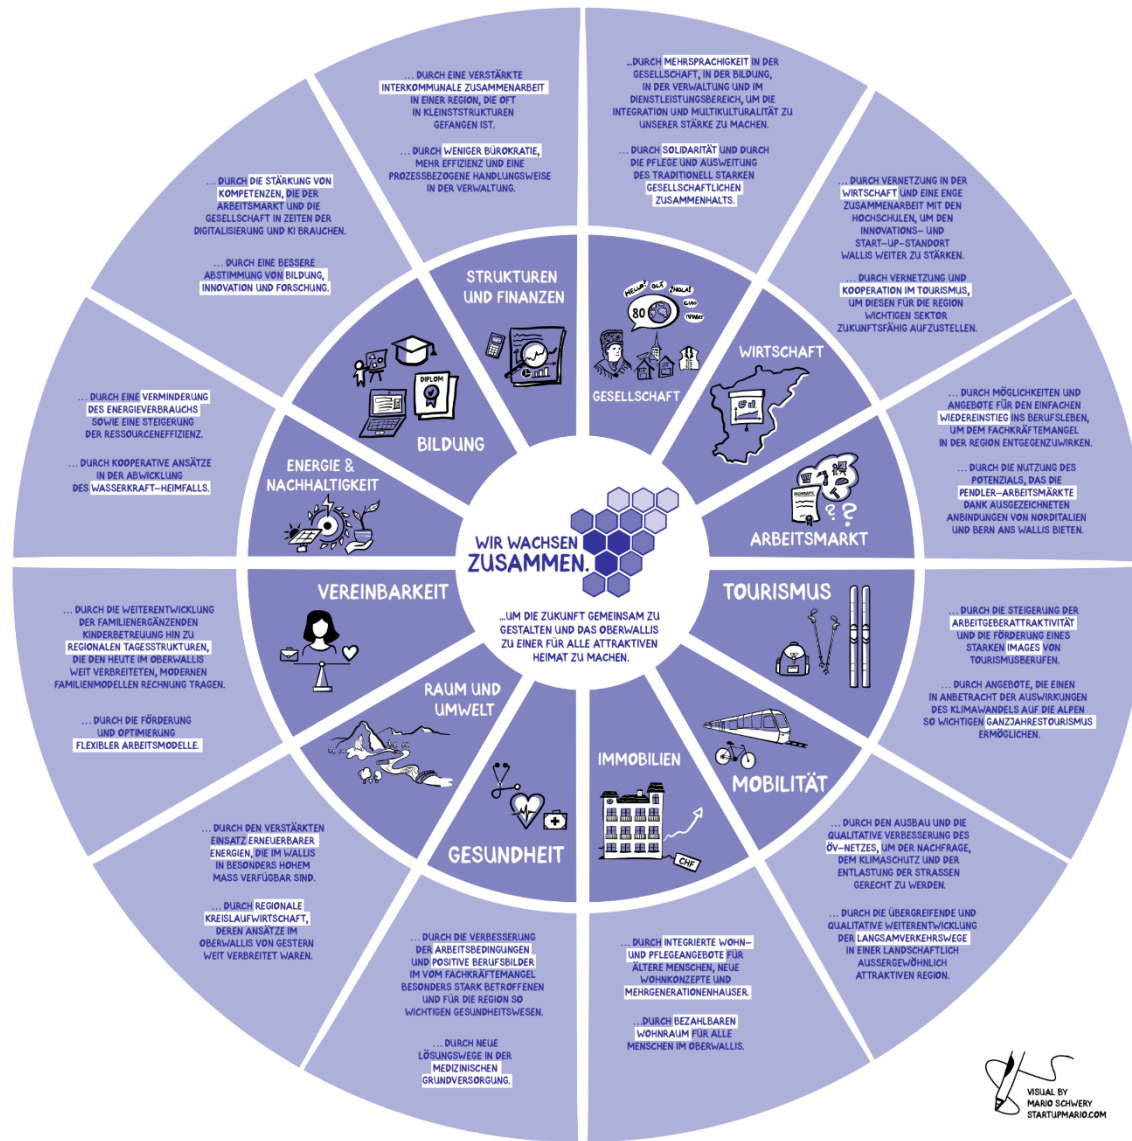 WIR WACHSEN
ZUSAMMEN.
...UM DIE ZUKUNFT GEMEINSAM ZU
GESTALTEN UND DAS OBERWALLIS
ZU EINER FÜR ALLE ATTRAKTIVEN
HEIMAT ZU MACHEN.
GESELLSCHAFT
HELLO!
OLÁ
¡HOLA!
CIAO
80
...DURCH MEHRSPRACHIGKEIT IN DER
GESELLSCHAFT, IN DER BILDUNG,
IN DER VERWALTUNG UND IM
DIENSTLEISTUNGSBEREICH, UM DIE
INTEGRATION UND MULTIKULTURALITÄT ZU
UNSERER STÄRKE ZU MACHEN.
... DURCH SOLIDARITÄT UND DURCH
DIE PFLEGE UND AUSWEITUNG
DES TRADITIONELL STARKEN
GESELLSCHAFTLICHEN
ZUSAMMENHALTS.
WIRTSCHAFT
... DURCH VERNETZUNG IN DER
WIRTSCHAFT UND EINE ENGE
ZUSAMMENARBEIT MIT DEN
HOCHSCHULEN, UM DEN
INNOVATIONS- UND
START-UP-STANDORT
WALLIS WEITER ZU STÄRKEN.
... DURCH VERNETZUNG UND
KOOPERATION IM TOURISMUS,
UM DIESEN FÜR DIE REGION
WICHTIGEN SEKTOR
ZUKUNFTSFÄHIG AUFZUSTELLEN.
ARBEITSMARKT
??
... DURCH MÖGLICHKEITEN UND
ANGEBOTE FÜR DEN EINFACHEN
WIEDEREINSTIEG INS BERUFSLEBEN,
UM DEM FACHKRÄFTEMANGEL
IN DER REGION ENTGEGENZUWIRKEN.
... DURCH DIE NUTZUNG DES
POTENZIALS, DAS DIE
PENDLER-ARBEITSMÄRKTE
DANK AUSGEZEICHNETEN
ANBINDUNGEN VON NORDITALIEN
UND BERN ANS WALLIS BIETEN.
TOURISMUS
... DURCH DIE STEIGERUNG DER
ARBEITGEBERATTRAKTIVITÄT
UND DIE FÖRDERUNG EINES
STARKEN IMAGES VON
TOURISMUSBERUFEN.
... DURCH ANGEBOTE, DIE EINEN
IN ANBETRACHT DER AUSWIRKUNGEN
DES KLIMAWANDELS AUF DIE ALPEN
SO WICHTIGEN GANZJAHRESTOURISMUS
ERMÖGLICHEN.
MOBILITÄT
... DURCH DEN AUSBAU UND DIE
QUALITATIVE VERBESSERUNG DES
ÖV-NETZES, UM DER NACHFRAGE,
DEM KLIMASCHUTZ UND DER
ENTLASTUNG DER STRASSEN
GERECHT ZU WERDEN.
... DURCH DIE ÜBERGREIFENDE UND
QUALITATIVE WEITERENTWICKLUNG
DER LANGSAMVERKEHRSWEGE
IN EINER LANDSCHAFTLICH
AUSSERGEWÖHNLICH
ATTRAKTIVEN REGION.
IMMOBILIEN
CHF
... DURCH INTEGRIERTE WOHN-
UND PFLEGEANGEBOTE FÜR
ÄLTERE MENSCHEN, NEUE
WOHNKONZEPTE UND
MEHRGENERATIONENHAUSER.
...DURCH BEZAHLBAREN
WOHNRAUM FÜR ALLE
MENSCHEN IM OBERWALLIS.
GESUNDHEIT
... DURCH DIE VERBESSERUNG
DER ARBEITSBEDINGUNGEN
UND POSITIVE BERUFSBILDER
IM VOM FACHKRÄFTEMANGEL
BESONDERS STARK BETROFFENEN
UND FÜR DIE REGION SO
WICHTIGEN GESUNDHEITSWESEN.
... DURCH NEUE
LÖSUNGSWEGE IN DER
MEDIZINISCHEN
GRUNDVERSORGUNG.
RAUM UND
UMWELT
... DURCH DEN VERSTÄRKTEN
EINSATZ ERNEUERBARER
ENERGIEN, DIE IM WALLIS
IN BESONDERS HOHEM
MASS VERFÜGBAR SIND.
... DURCH REGIONALE
KREISLAUFWIRTSCHAFT,
DEREN ANSÄTZE IM
OBERWALLIS VON GESTERN
WEIT VERBREITET WAREN.
VEREINBARKEIT
... DURCH DIE WEITERENTWICKLUNG
DER FAMILIENERGÄNZENDEN
KINDERBETREUUNG HIN ZU
REGIONALEN TAGESSTRUKTUREN,
DIE DEN HEUTE IM OBERWALLIS
WEIT VERBREITETEN, MODERNEN
FAMILIENMODELLEN RECHNUNG TRAGEN.
... DURCH DIE FÖRDERUNG
UND OPTIMIERUNG
FLEXIBLER ARBEITSMODELLE.
ENERGIE &
NACHHALTIGKEIT
... DURCH EINE VERMINDERUNG
DES ENERGIEVERBRAUCHS
SOWIE EINE STEIGERUNG
DER RESSOURCENEFFIZIENZ.
... DURCH KOOPERATIVE ANSÄTZE
IN DER ABWICKLUNG
DES WASSERKRAFT-HEIMFALLS.
BILDUNG
DIPLOM
... DURCH DIE STÄRKUNG VON
KOMPETENZEN, DIE DER
ARBEITSMARKT UND DIE
GESELLSCHAFT IN ZEITEN DER
DIGITALISIERUNG UND KI BRAUCHEN.
... DURCH EINE BESSERE
ABSTIMMUNG VON BILDUNG,
INNOVATION UND FORSCHUNG.
STRUKTUREN
UND FINANZEN
... DURCH EINE VERSTÄRKTE
INTERKOMMUNALE ZUSAMMENARBEIT
IN EINER REGION, DIE OFT
IN KLEINSTSTRUKTUREN
GEFANGEN IST.
... DURCH WENIGER BÜROKRATIE,
MEHR EFFIZIENZ UND EINE
PROZESSBEZOGENE HANDLUNGSWEISE
IN DER VERWALTUNG.
VISUAL BY
MARIO SCHWERY
STARTUPMARIO.COM